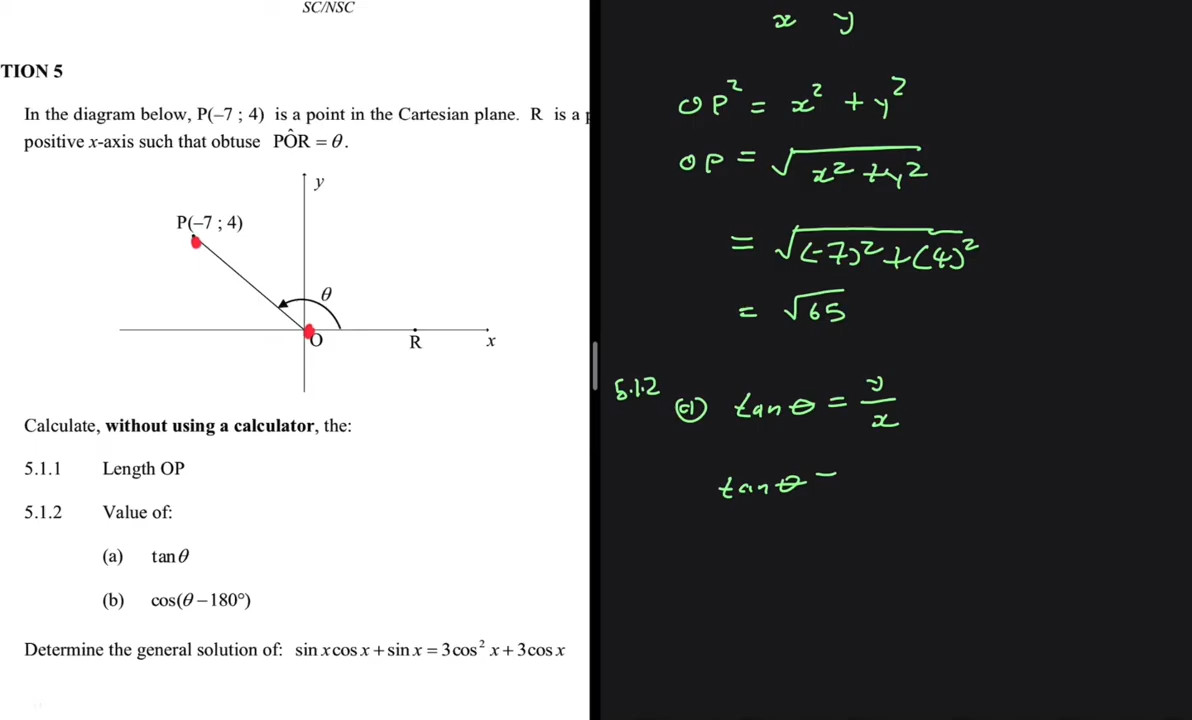 SC/NSC
TION 5
In the diagram below, P(–7 ; 4) is a point in the Cartesian plane. R is a
positive x-axis such that obtuse PÔR = θ.
y
P(–7 ; 4)
θ
O
R
x
Calculate, without using a calculator, the:
5.1.1 Length OP
5.1.2 Value of:
(a) tanθ
(b) cos(θ – 180°)
Determine the general solution of: sin x cos x + sin x = 3cos² x + 3cos x
x y
OP² = x² + y²
OP = √(x² + y²)
= √((-7)² + (4)²)
= √65
5.1.2 (a) tanθ = y/x
tanθ =